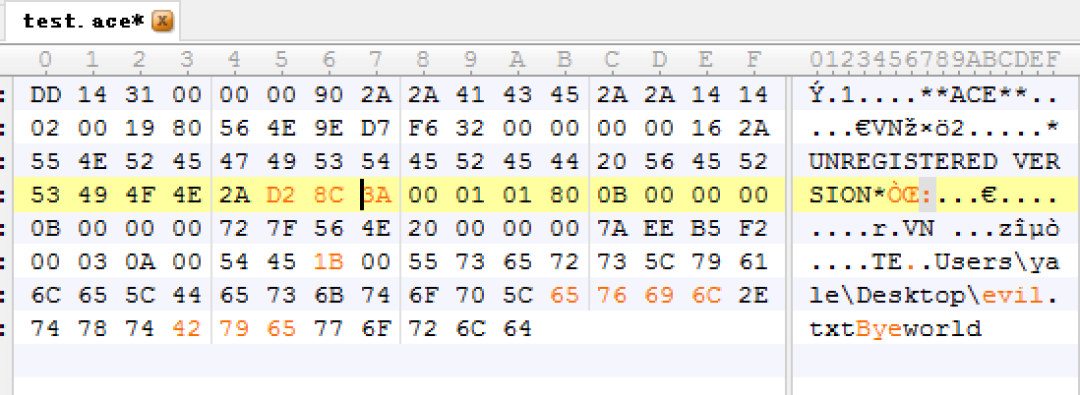 test.ace*
0 1 2 3 4 5 6 7 8 9 A B C D E F 0123456789ABCDEF
: DD 14 31 00 00 00 90 2A 2A 41 43 45 2A 2A 14 14 Ý.1....**ACE**..
: 02 00 19 80 56 4E 9E D7 F6 32 00 00 00 00 16 2A ...€VNž×ö2.....*
: 55 4E 52 45 47 49 53 54 45 52 45 44 20 56 45 52 UNREGISTERED VER
: 53 49 4F 4E 2A D2 8C 3A 00 01 01 80 0B 00 00 00 SION*ÒŒ:...€....
: 0B 00 00 00 72 7F 56 4E 20 00 00 00 7A EE B5 F2 ....r.VN ...zîµò
: 00 03 0A 00 54 45 1B 00 55 73 65 72 73 5C 79 61 ....TE..Users\ya
: 6C 65 5C 44 65 73 6B 74 6F 70 5C 65 76 69 6C 2E le\Desktop\evil.
: 74 78 74 42 79 65 77 6F 72 6C 64 txtByeworld